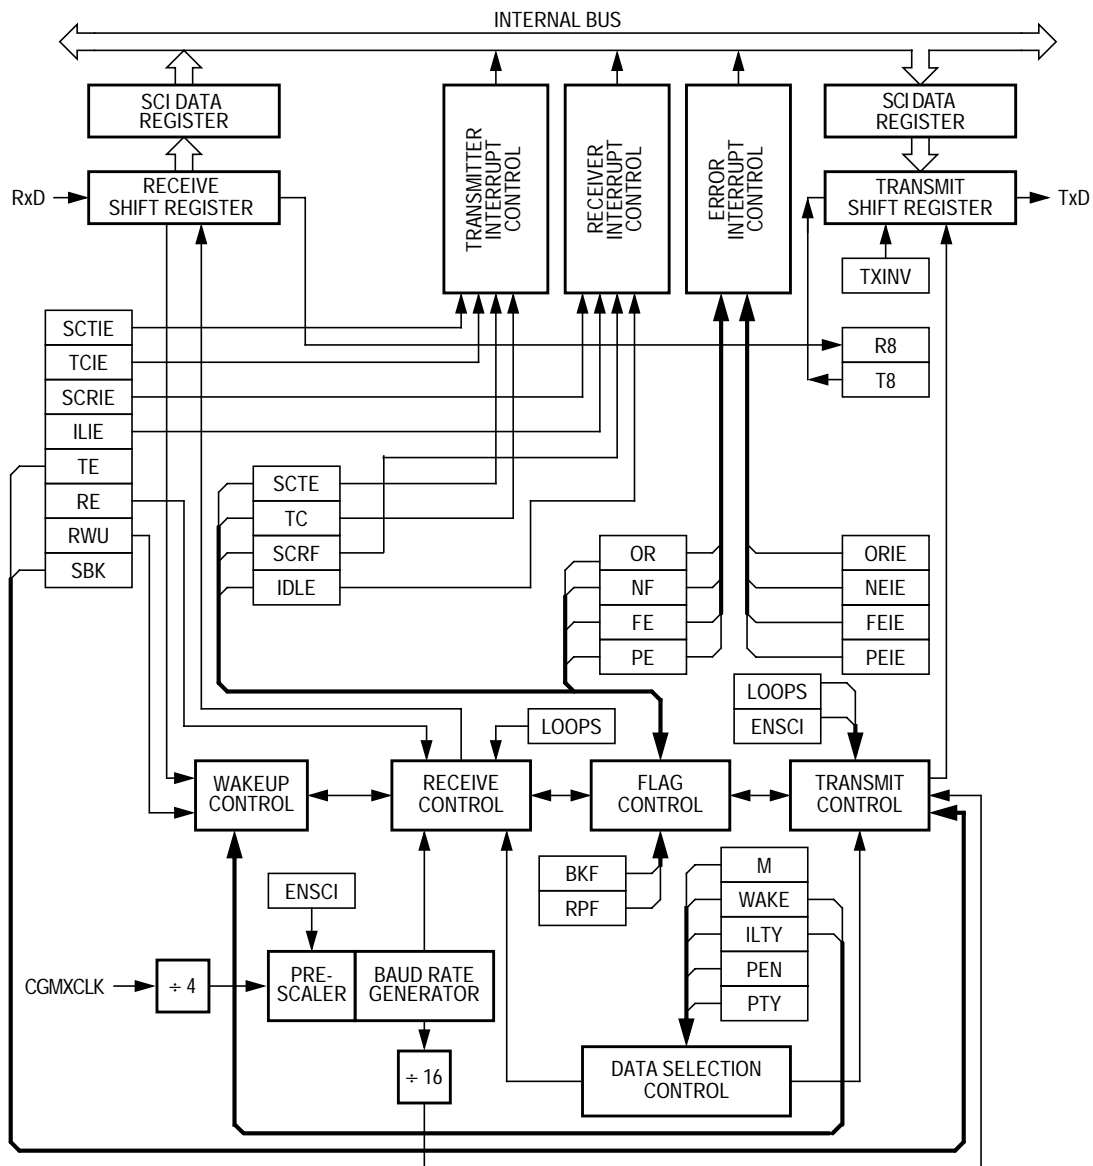 INTERNAL BUS
SCI DATA
REGISTER
SCI DATA
REGISTER
TRANSMITTER
INTERRUPT
CONTROL
RECEIVER
INTERRUPT
CONTROL
ERROR
INTERRUPT
CONTROL
RxD
RECEIVE
SHIFT REGISTER
TRANSMIT
SHIFT REGISTER
TxD
TXINV
SCTIE
TCIE
SCRIE
ILIE
TE
RE
RWU
SBK
R8
T8
SCTE
TC
SCRF
IDLE
OR
NF
FE
PE
ORIE
NEIE
FEIE
PEIE
LOOPS
ENSCI
LOOPS
WAKEUP
CONTROL
RECEIVE
CONTROL
FLAG
CONTROL
TRANSMIT
CONTROL
BKF
RPF
M
WAKE
ILTY
PEN
PTY
ENSCI
CGMXCLK
÷ 4
PRE-
SCALER
BAUD RATE
GENERATOR
÷ 16
DATA SELECTION
CONTROL